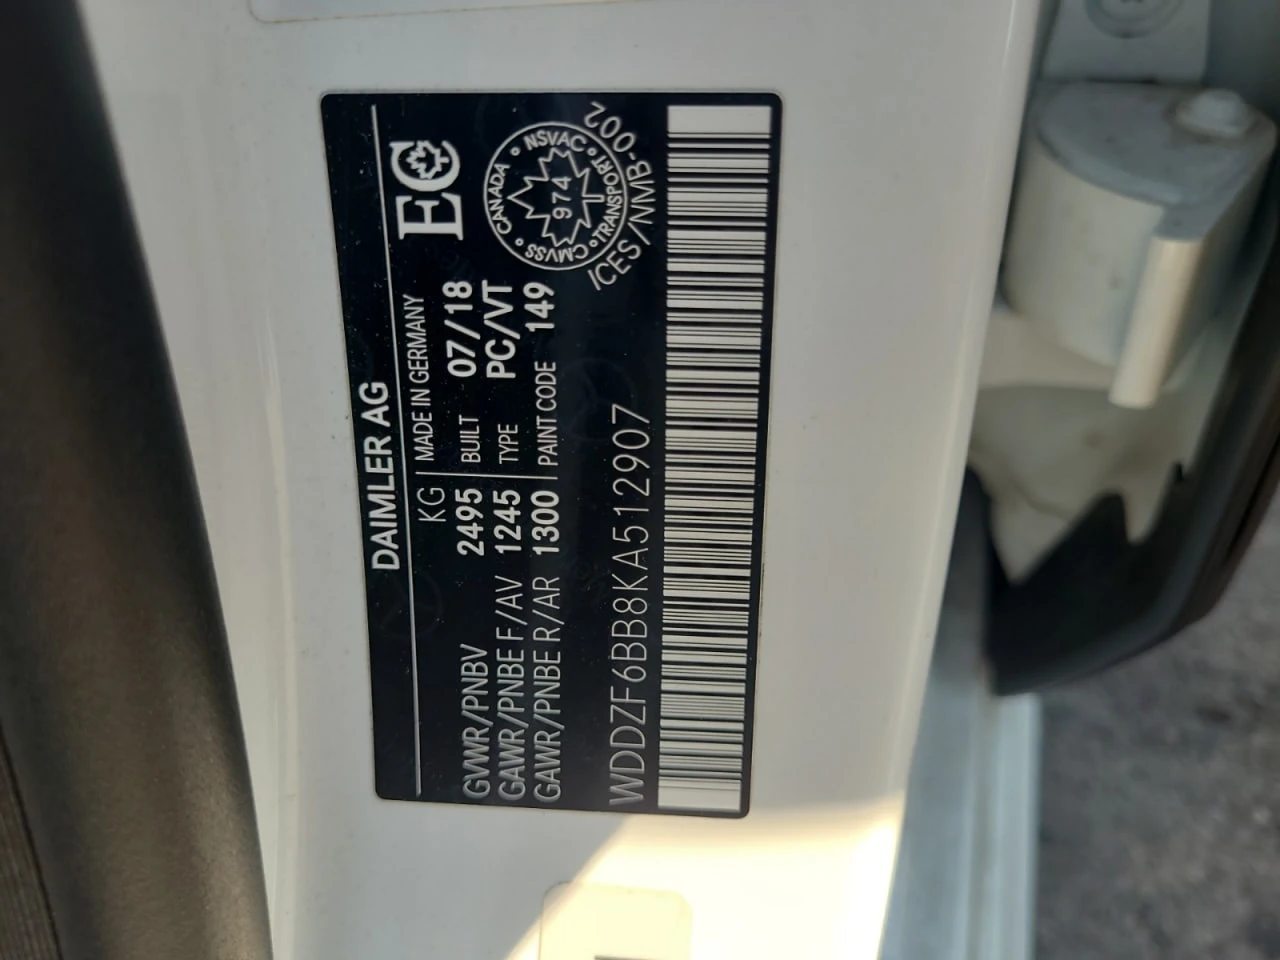 DAIMLER AG
KG MADE IN GERMANY
GVWR/PNBV 2495 BUILT 07/18
GAWR/PNBE F/AV 1245 TYPE PC/VT
GAWR/PNBE R/AR 1300 PAINT CODE 149
EC
CANADA • NSVAC • TRANSPORT • CMVSS •
974
ICES/NMB-002
WDDZF6BB8KA512907